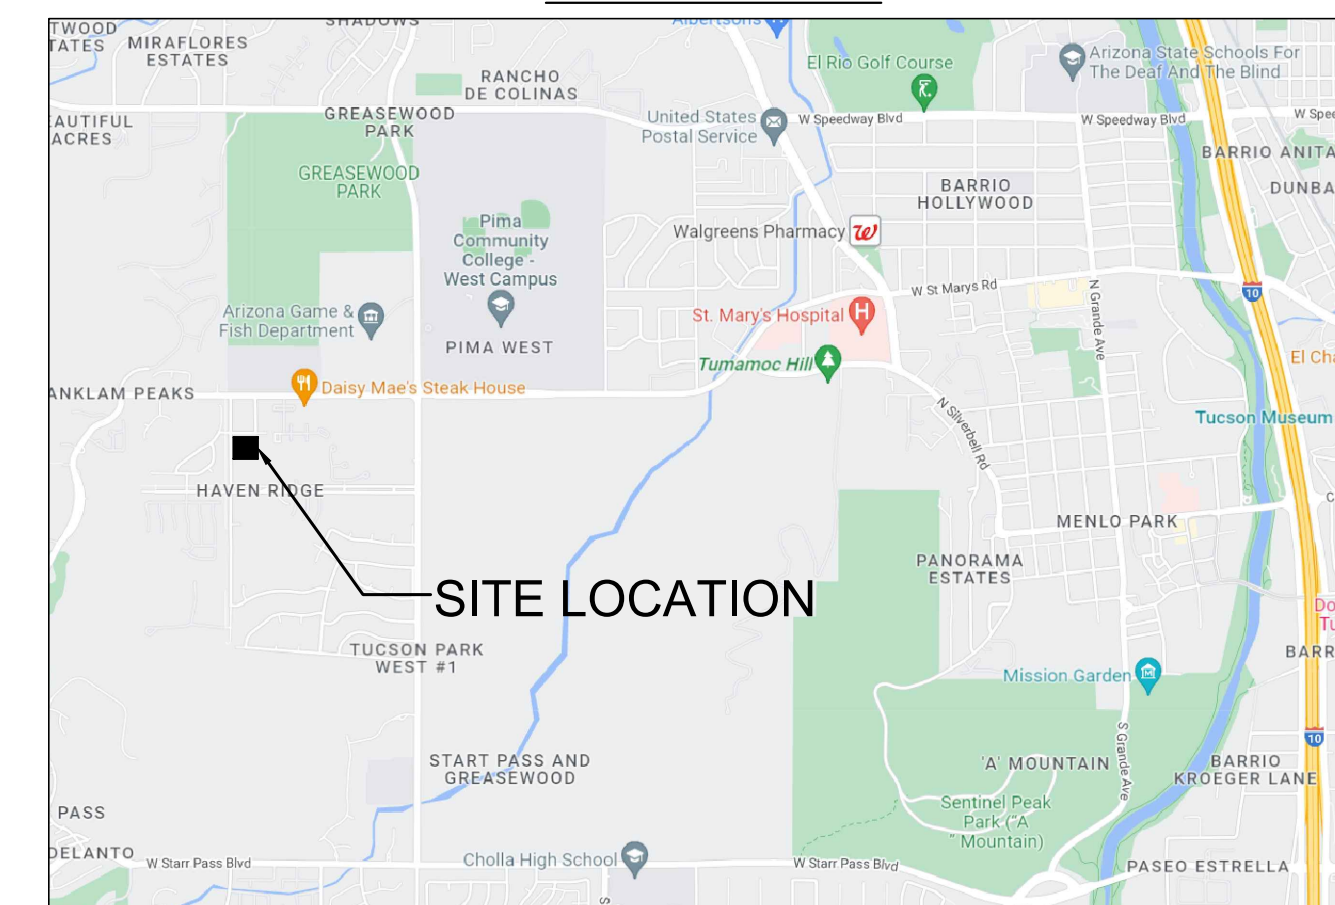 SHADOWS
Albertsons
TWOOD
TATES
MIRAFLORES
ESTATES
El Rio Golf Course
Arizona State Schools For
The Deaf And The Blind
RANCHO
DE COLINAS
EAUTIFUL
ACRES
GREASEWOOD
PARK
United States
Postal Service
W Speedway Blvd
W Speedway Blvd
W Spee
BARRIO ANITA
GREASEWOOD
PARK
BARRIO
HOLLYWOOD
DUNBA
Pima
Community
College -
West Campus
Walgreens Pharmacy
W St Marys Rd
10
N Grande Ave
Arizona Game &
Fish Department
St. Mary's Hospital
H
PIMA WEST
Tumamoc Hill
El Cha
ANKLAM PEAKS
Daisy Mae's Steak House
N Silverbell Rd
Tucson Museum
HAVEN RIDGE
MENLO PARK
PANORAMA
ESTATES
SITE LOCATION
Do
Tu
TUCSON PARK
WEST #1
BARR
Mission Garden
S Grande Ave
10
START PASS AND
GREASEWOOD
'A' MOUNTAIN
BARRIO
KROEGER LANE
Sentinel Peak
Park ("A
" Mountain)
PASS
DELANTO
W Starr Pass Blvd
Cholla High School
W Starr Pass Blvd
PASEO ESTRELLA